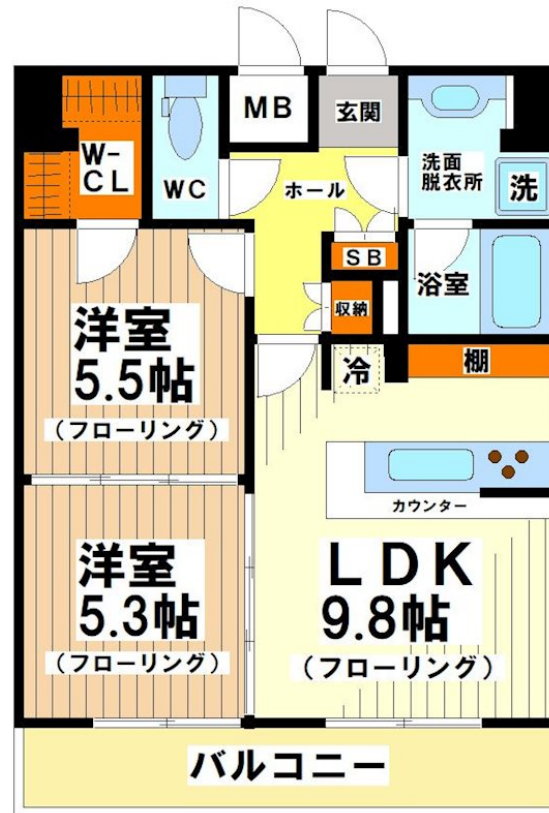 MB
玄関
W-
CL
WC
ホール
洗面
脱衣所
洗
SB
浴室
収納
洋室
5.5帖
(フローリング)
冷
棚
カウンター
洋室
5.3帖
(フローリング)
LDK
9.8帖
(フローリング)
バルコニー